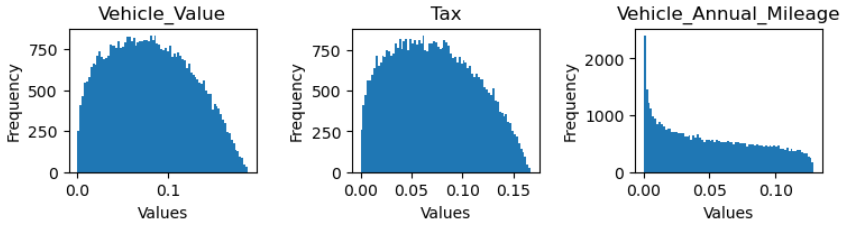 Vehicle_Value
Frequency
750
500
250
0
0.0
0.1
Values
Tax
Frequency
750
500
250
0
0.00
0.05
0.10
0.15
Values
Vehicle_Annual_Mileage
Frequency
2000
1000
0
0.00
0.05
0.10
Values